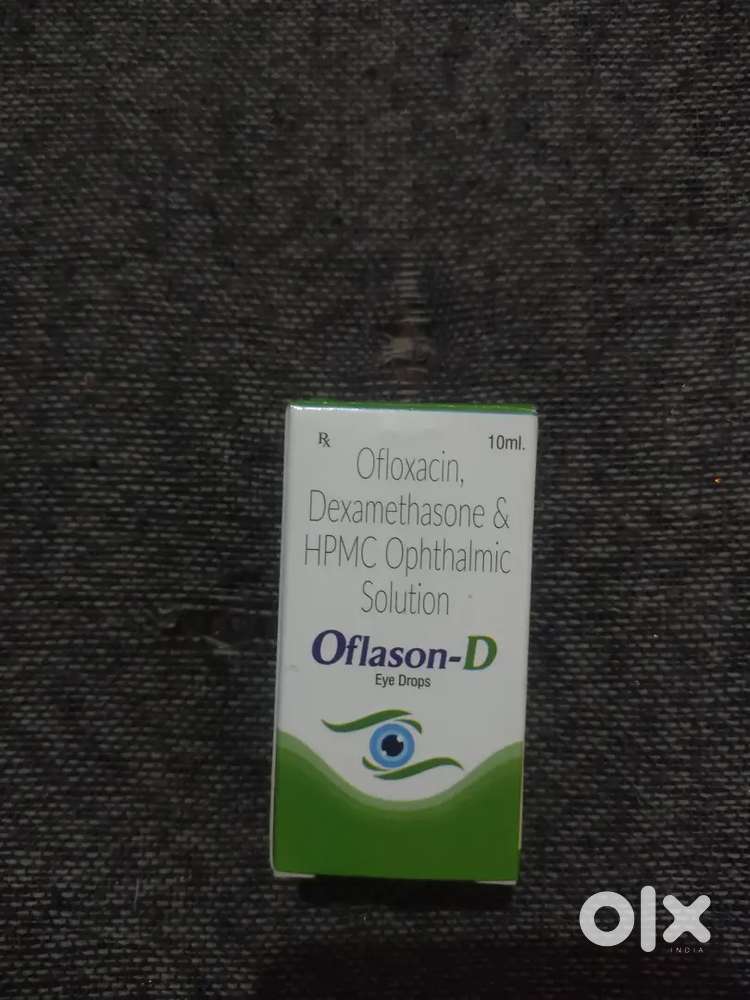 ℞
10ml.
Ofloxacin,
Dexamethasone &
HPMC Ophthalmic
Solution
Oflason-D
Eye Drops
olx
INDIA